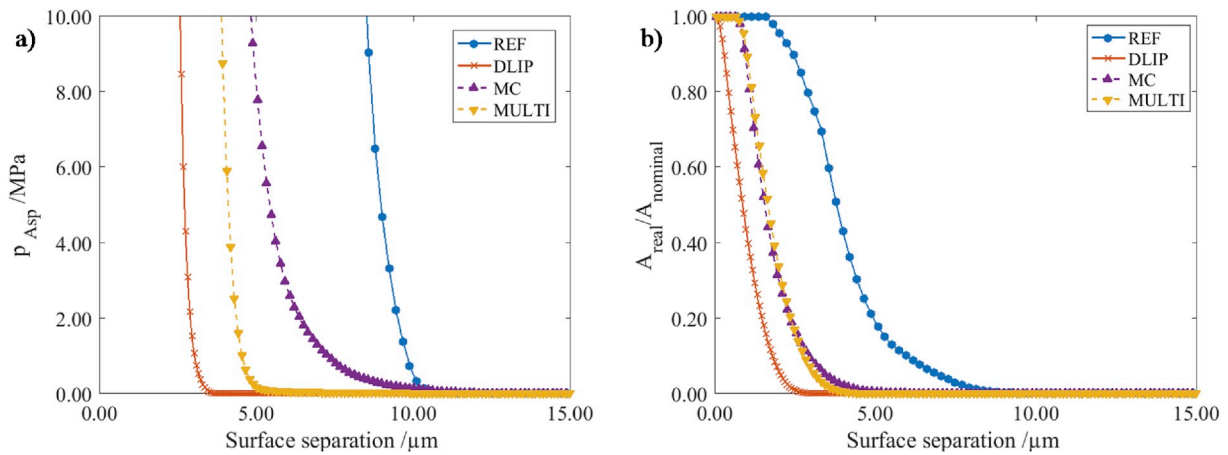 a)
10.00
8.00
6.00
4.00
2.00
0.00
p Asp /MPa
0.00
5.00
10.00
15.00
Surface separation /µm
REF
DLIP
MC
MULTI
b)
1.00
0.80
0.60
0.40
0.20
0.00
A real/A nominal
0.00
5.00
10.00
15.00
Surface separation /µm
REF
DLIP
MC
MULTI